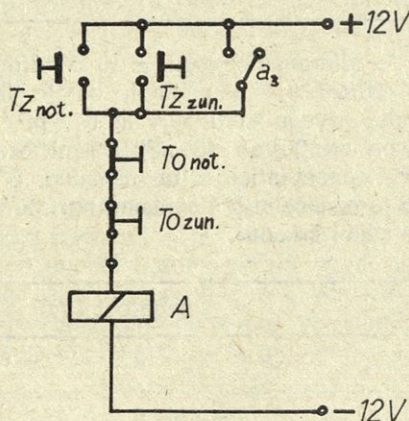 +12V
Tz not.
Tz zun.
a3
To not.
To zun.
A
-12V